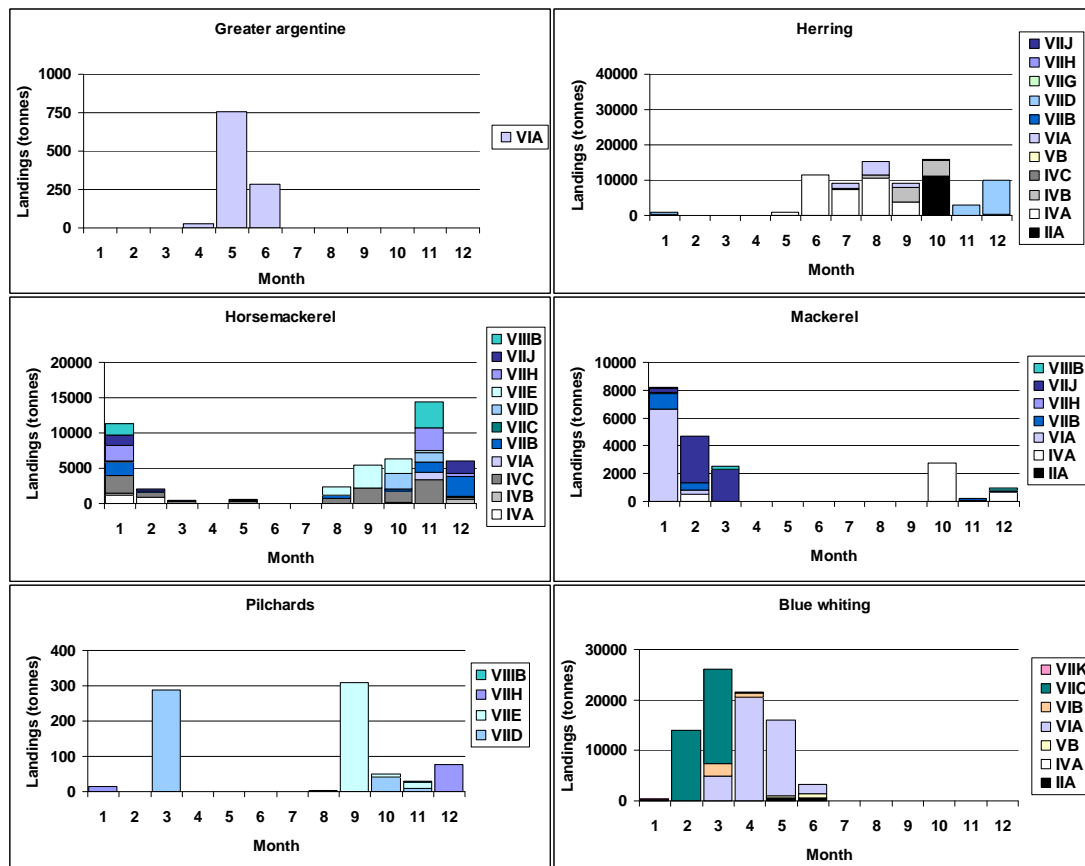 Greater argentine
Landings (tonnes)
1000
750
500
250
0
1 2 3 4 5 6 7 8 9 10 11 12
Month
VIA
Herring
Landings (tonnes)
40000
30000
20000
10000
0
1 2 3 4 5 6 7 8 9 10 11 12
Month
VIIJ
VIIH
VIIG
VIID
VIIB
VIA
VB
IVC
IVB
IVA
IIA
Horsemackerel
Landings (tonnes)
20000
15000
10000
5000
0
1 2 3 4 5 6 7 8 9 10 11 12
Month
VIIIB
VIIJ
VIIH
VIIE
VIID
VIIC
VIIB
VIA
IVC
IVB
IVA
Mackerel
Landings (tonnes)
10000
8000
6000
4000
2000
0
1 2 3 4 5 6 7 8 9 10 11 12
Month
VIIIB
VIIJ
VIIH
VIIB
VIA
IVA
IIA
Pilchards
Landings (tonnes)
400
300
200
100
0
1 2 3 4 5 6 7 8 9 10 11 12
Month
VIIIB
VIIH
VIIE
VIID
Blue whiting
Landings (tonnes)
30000
20000
10000
0
1 2 3 4 5 6 7 8 9 10 11 12
Month
VIIK
VIIC
VIB
VIA
VB
IVA
IIA